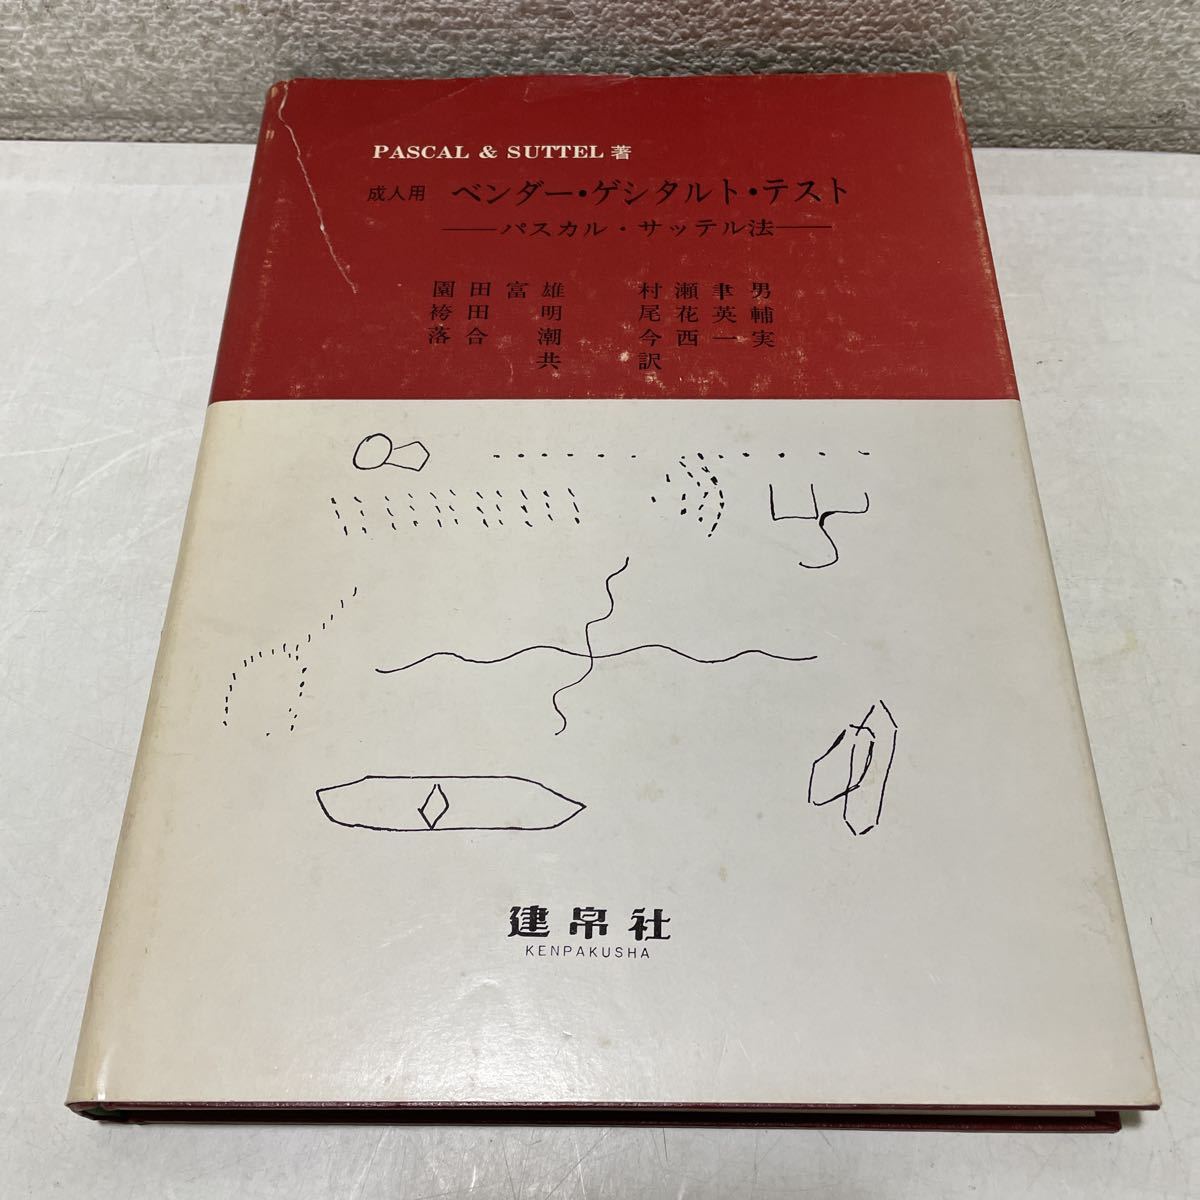 PASCAL & SUTTEL 著
成人用 ベンダー・ゲシタルト・テスト
——パスカル・サッテル法——
園田富雄 村瀬聿男
袴田 明 尾花英輔
落合 潮 今西一実
共訳
建帛社
KENPAKUSHA